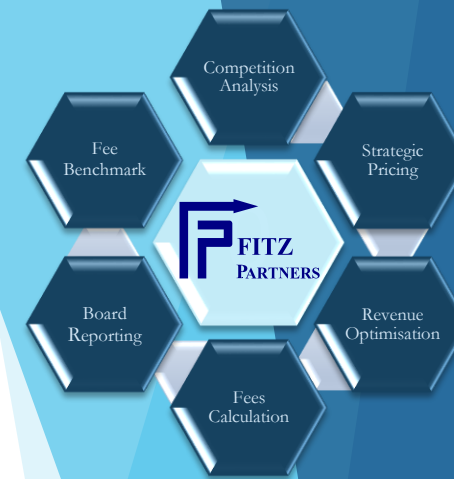 Competition
Analysis
Fee
Benchmark
Strategic
Pricing
FITZ
PARTNERS
Board
Reporting
Revenue
Optimisation
Fees
Calculation